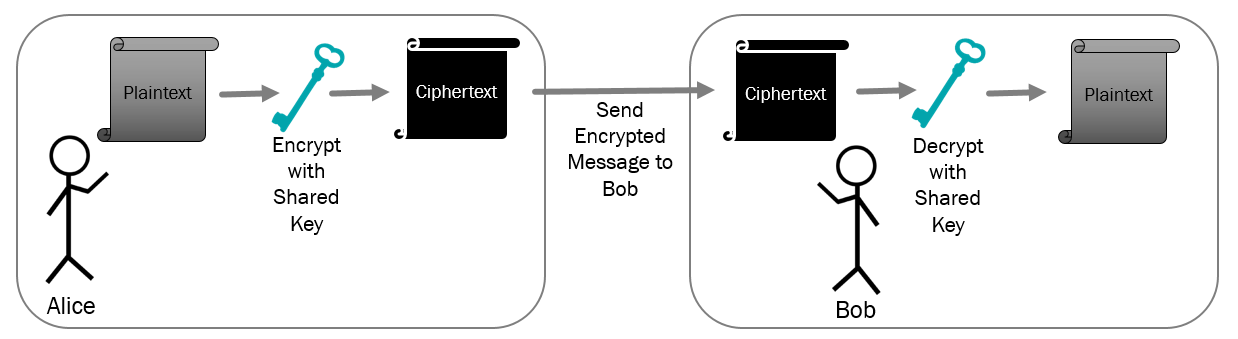 Plaintext
Encrypt
with
Shared
Key
Ciphertext
Alice
Send
Encrypted
Message to
Bob
Ciphertext
Decrypt
with
Shared
Key
Plaintext
Bob